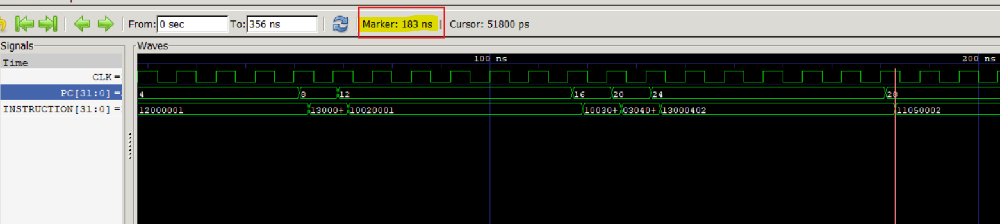 From: 0 sec To: 356 ns Marker: 183 ns | Cursor: 51800 ps
Signals Waves
Time 100 ns 200 ns
CLK =
PC[31:0] = 4 8 12 16 20 24 28
INSTRUCTION[31:0] = 12000001 13000+ 10020001 10030+ 03040+ 13000402 11050002